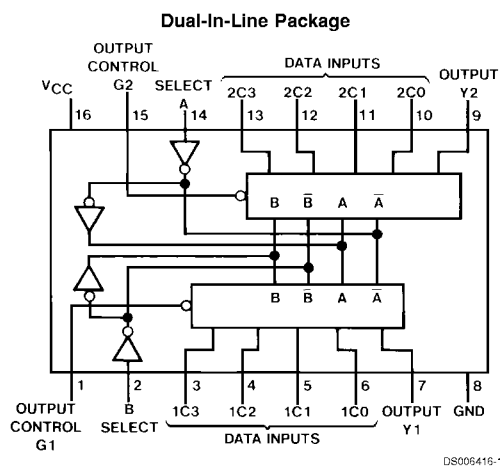 Dual-In-Line Package
VCC
OUTPUT
CONTROL
G2
SELECT
A
DATA INPUTS
2C3 2C2 2C1 2C0
OUTPUT
Y2
16 15 14 13 12 11 10 9
B B̅ A A̅
B B̅ A A̅
1 2 3 4 5 6 7 8
OUTPUT
CONTROL
G1
B
SELECT
1C3 1C2 1C1 1C0
DATA INPUTS
OUTPUT
Y1
GND
DS006416-1